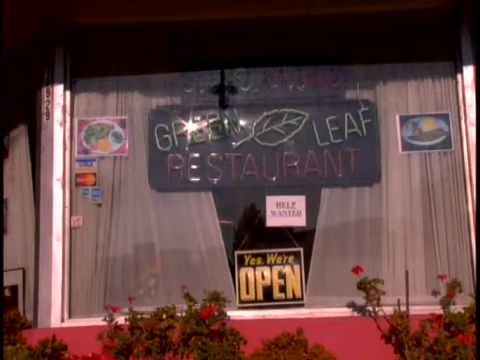 GREEN LEAF
RESTAURANT
HELP
WANTED
Yes, We're
OPEN